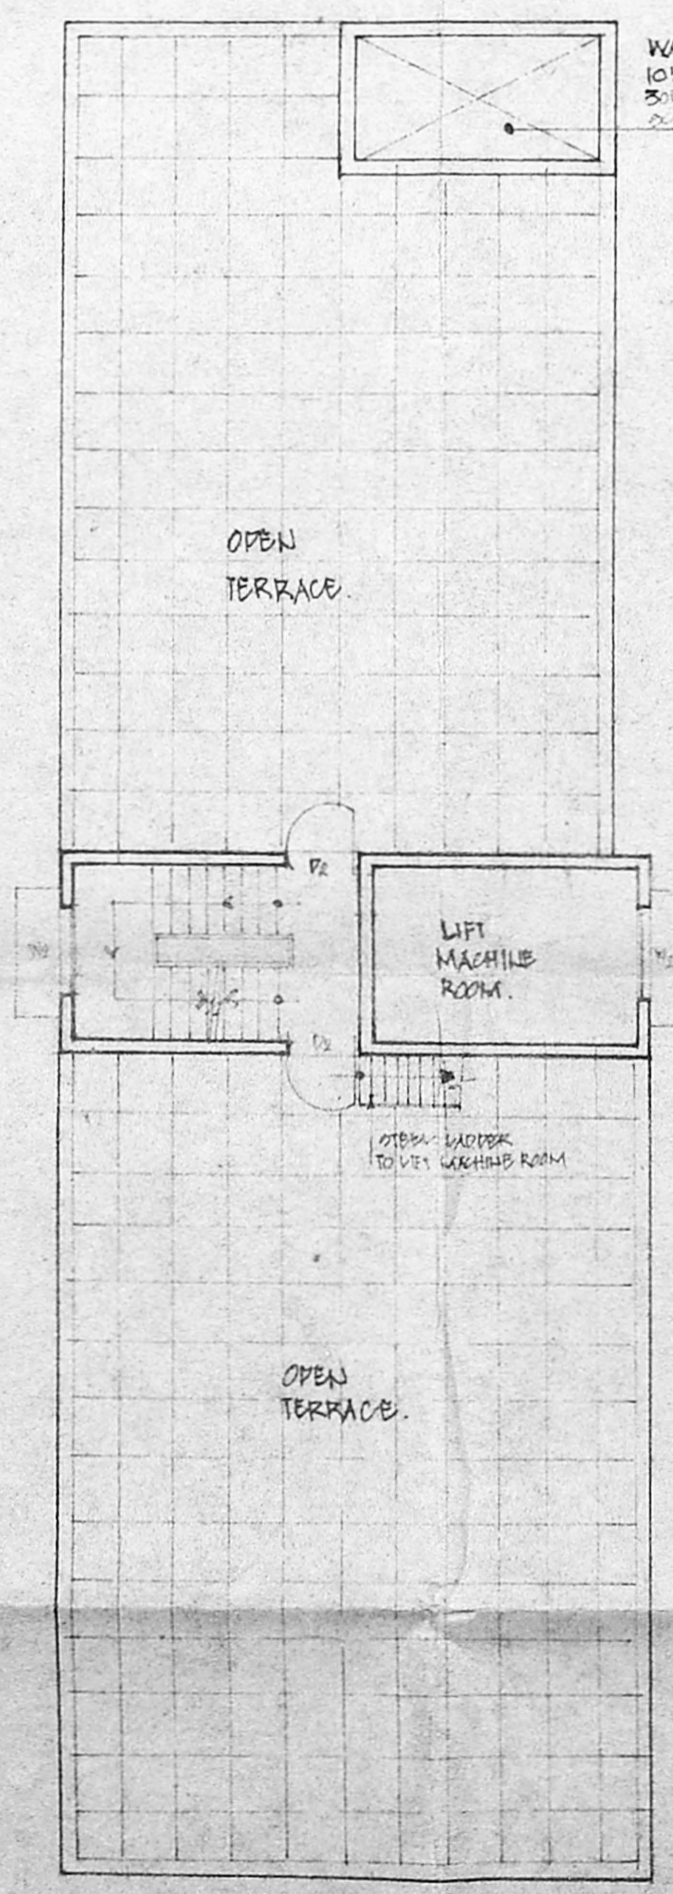 OPEN
TERRACE.
D2
LIFT
MACHINE
ROOM.
D2
STEEL LADDER
TO LIFT MACHINE ROOM
OPEN
TERRACE.